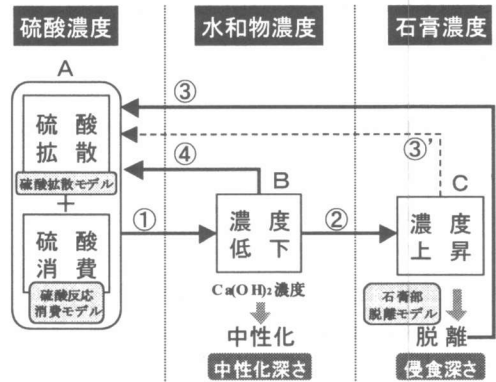 硫酸濃度
水和物濃度
石膏濃度
A
③
硫酸
拡散
硫酸拡散モデル
+
③’
④
B
C
①
濃度
低下
②
濃度
上昇
硫酸
消費
硫酸反応
消費モデル
Ca(OH)₂濃度
石膏部
脱離モデル
中性化
脱離
中性化深さ
侵食深さ